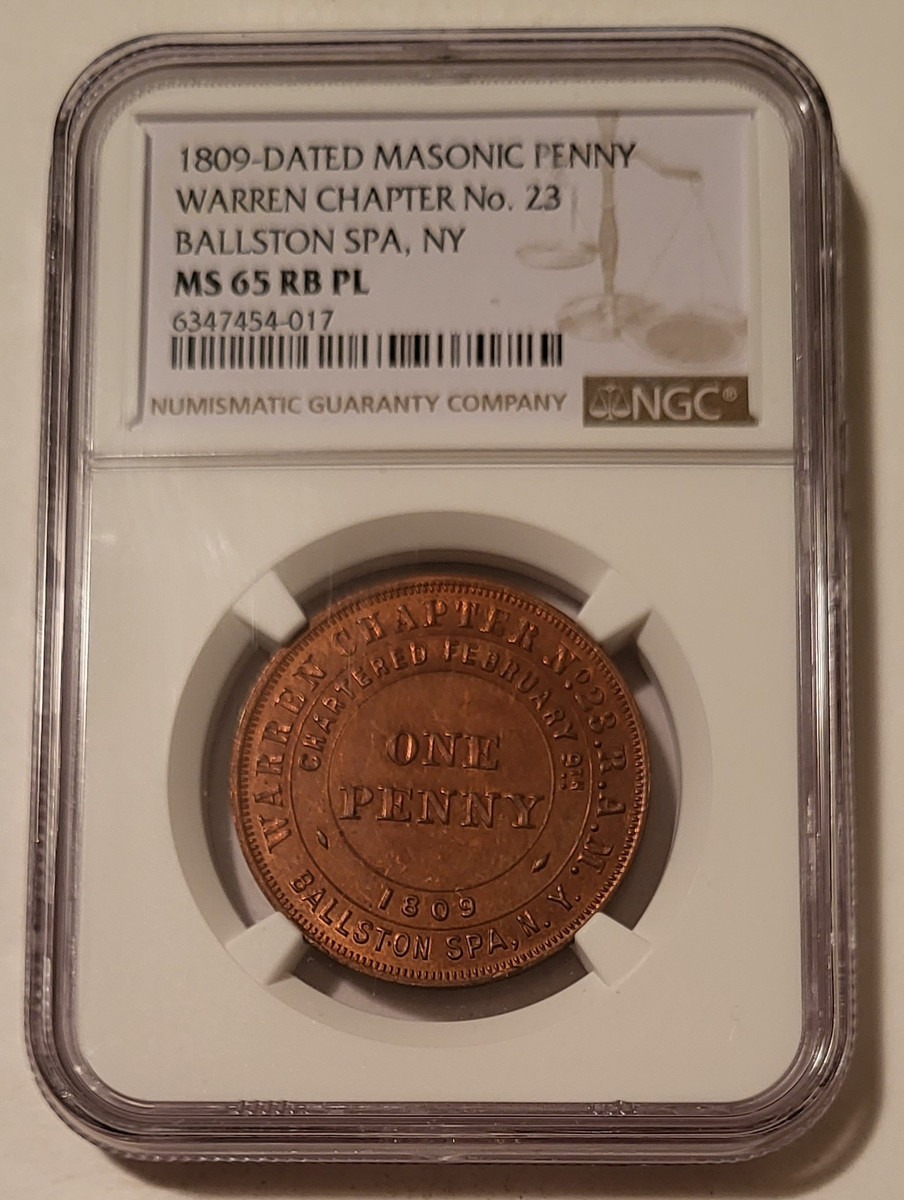 1809-DATED MASONIC PENNY
WARREN CHAPTER No. 23
BALLSTON SPA, NY
MS 65 RB PL
6347454-017
NUMISMATIC GUARANTY COMPANY
NGC®
WARREN CHAPTER No. 23. R. A. M.
CHARTERED FEBRUARY 9TH
ONE
PENNY
1809
BALLSTON SPA, N. Y.